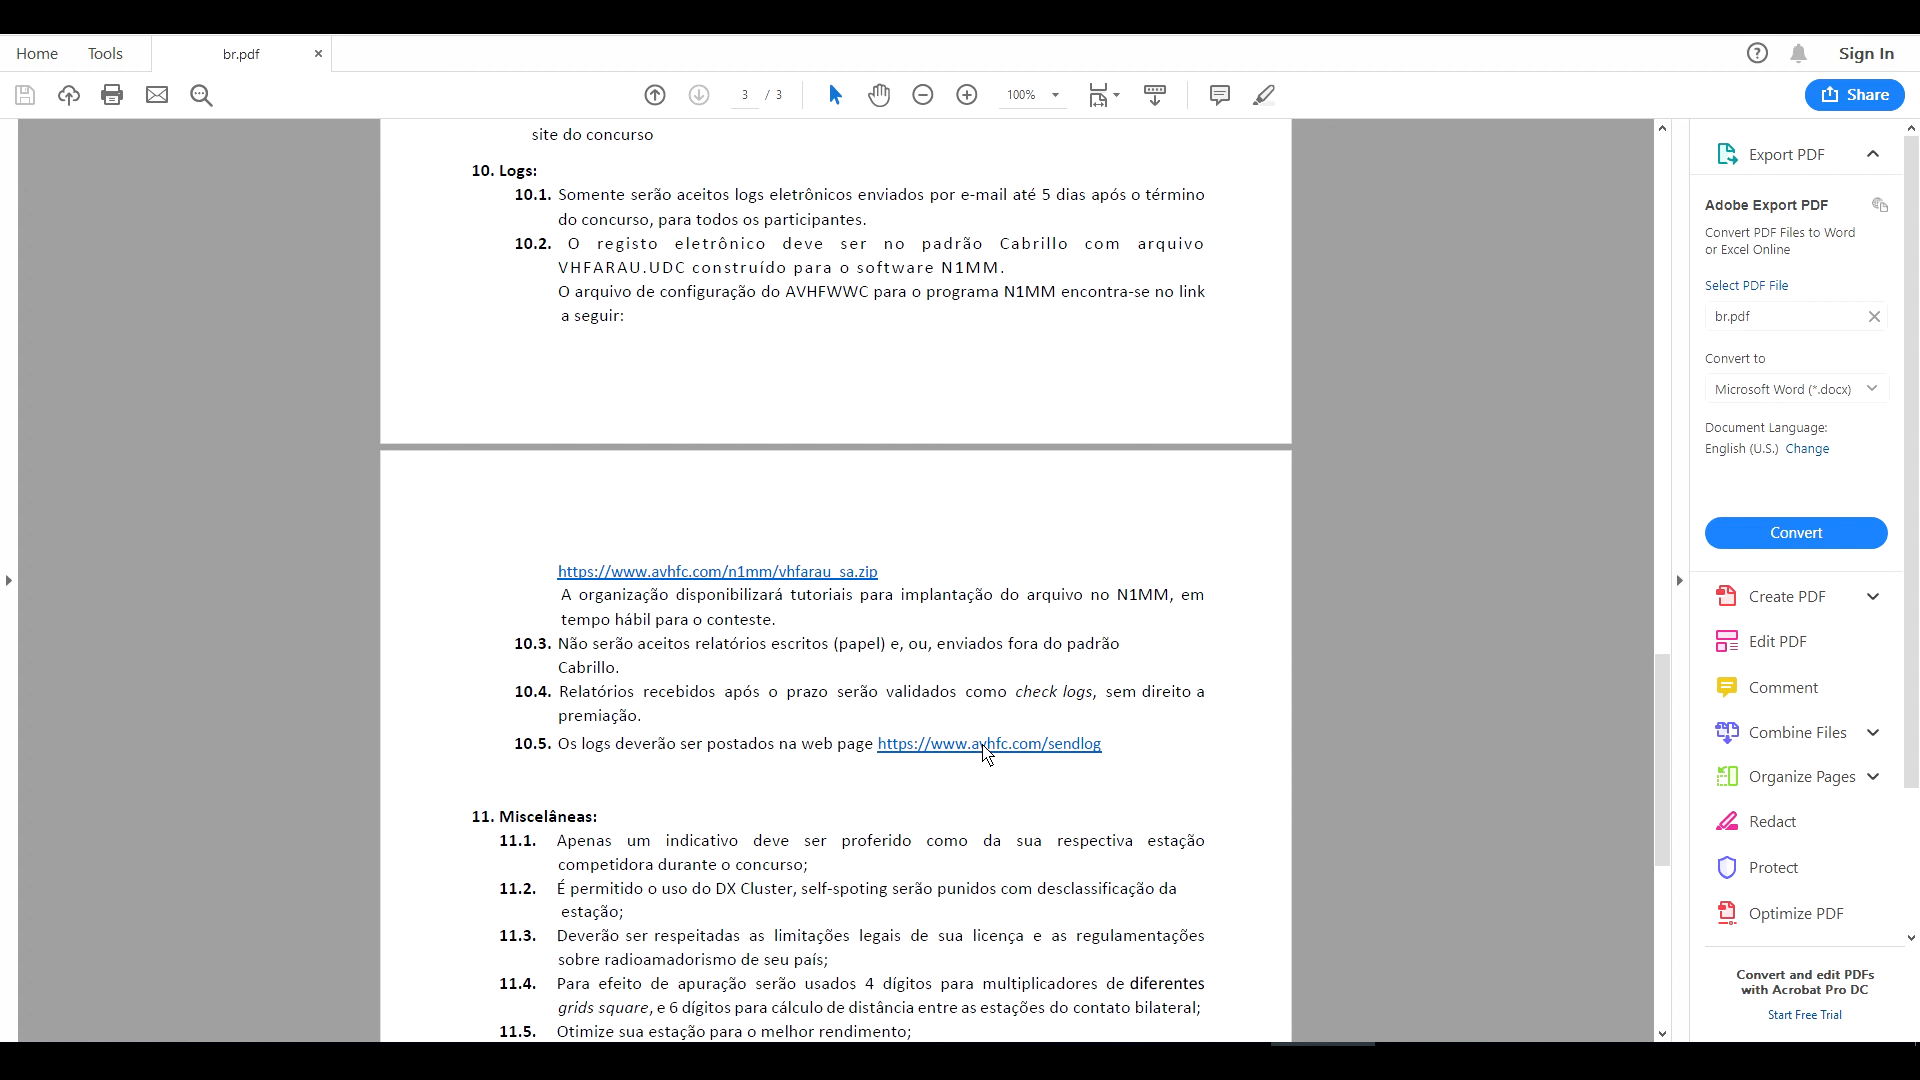 Home
Tools
br.pdf
Sign In
3 / 3
100%
Share
site do concurso
10. Logs:
10.1. Somente serão aceitos logs eletrônicos enviados por e-mail até 5 dias após o término
do concurso, para todos os participantes.
10.2. O registo eletrônico deve ser no padrão Cabrillo com arquivo
VHFARAU.UDC construído para o software N1MM.
O arquivo de configuração do AVHFWWC para o programa N1MM encontra-se no link
a seguir:
https://www.avhfc.com/n1mm/vhfarau_sa.zip
A organização disponibilizará tutoriais para implantação do arquivo no N1MM, em
tempo hábil para o conteste.
10.3. Não serão aceitos relatórios escritos (papel) e, ou, enviados fora do padrão
Cabrillo.
10.4. Relatórios recebidos após o prazo serão validados como check logs, sem direito a
premiação.
10.5. Os logs deverão ser postados na web page https://www.avhfc.com/sendlog
11. Miscelâneas:
11.1. Apenas um indicativo deve ser proferido como da sua respectiva estação
competidora durante o concurso;
11.2. É permitido o uso do DX Cluster, self-spoting serão punidos com desclassificação da
estação;
11.3. Deverão ser respeitadas as limitações legais de sua licença e as regulamentações
sobre radioamadorismo de seu país;
11.4. Para efeito de apuração serão usados 4 dígitos para multiplicadores de diferentes
grids square, e 6 dígitos para cálculo de distância entre as estações do contato bilateral;
11.5. Otimize sua estação para o melhor rendimento;
Export PDF
Adobe Export PDF
Convert PDF Files to Word
or Excel Online
Select PDF File
br.pdf
Convert to
Microsoft Word (*.docx)
Document Language:
English (U.S.) Change
Convert
Create PDF
Edit PDF
Comment
Combine Files
Organize Pages
Redact
Protect
Optimize PDF
Convert and edit PDFs
with Acrobat Pro DC
Start Free Trial